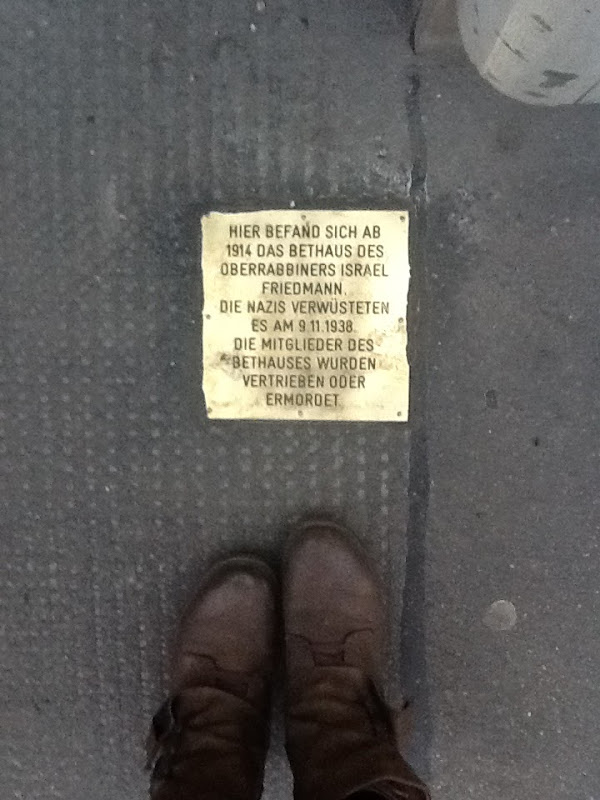 HIER BEFAND SICH AB
1914 DAS BETHAUS DES
OBERRABBINERS ISRAEL
FRIEDMANN.
DIE NAZIS VERWÜSTETEN
ES AM 9.11.1938.
DIE MITGLIEDER DES
BETHAUSES WURDEN
VERTRIEBEN ODER
ERMORDET